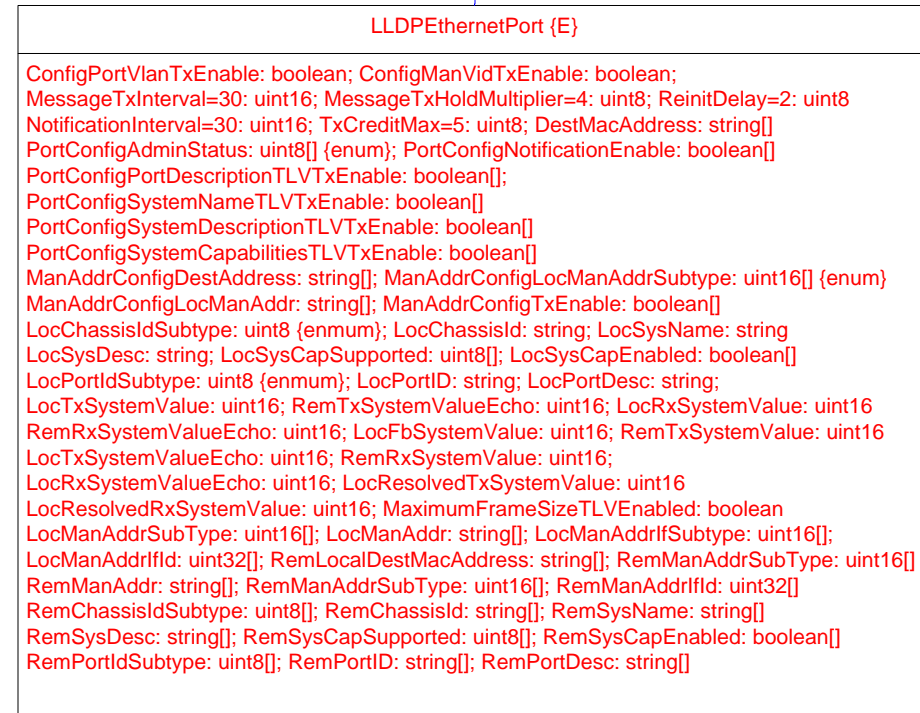 LLDPEthernetPort {E}
ConfigPortVlanTxEnable: boolean; ConfigManVidTxEnable: boolean;
MessageTxInterval=30: uint16; MessageTxHoldMultiplier=4: uint8; ReinitDelay=2: uint8
NotificationInterval=30: uint16; TxCreditMax=5: uint8; DestMacAddress: string[]
PortConfigAdminStatus: uint8[] {enum}; PortConfigNotificationEnable: boolean[]
PortConfigPortDescriptionTLVTxEnable: boolean[];
PortConfigSystemNameTLVTxEnable: boolean[]
PortConfigSystemDescriptionTLVTxEnable: boolean[]
PortConfigSystemCapabilitiesTLVTxEnable: boolean[]
ManAddrConfigDestAddress: string[]; ManAddrConfigLocManAddrSubtype: uint16[] {enum}
ManAddrConfigLocManAddr: string[]; ManAddrConfigTxEnable: boolean[]
LocChassisIdSubtype: uint8 {enmum}; LocChassisId: string; LocSysName: string
LocSysDesc: string; LocSysCapSupported: uint8[]; LocSysCapEnabled: boolean[]
LocPortIdSubtype: uint8 {enmum}; LocPortID: string; LocPortDesc: string;
LocTxSystemValue: uint16; RemTxSystemValueEcho: uint16; LocRxSystemValue: uint16
RemRxSystemValueEcho: uint16; LocFbSystemValue: uint16; RemTxSystemValue: uint16
LocTxSystemValueEcho: uint16; RemRxSystemValue: uint16;
LocRxSystemValueEcho: uint16; LocResolvedTxSystemValue: uint16
LocResolvedRxSystemValue: uint16; MaximumFrameSizeTLVEnabled: boolean
LocManAddrSubType: uint16[]; LocManAddr: string[]; LocManAddrIfSubtype: uint16[];
LocManAddrIfId: uint32[]; RemLocalDestMacAddress: string[]; RemManAddrSubType: uint16[]
RemManAddr: string[]; RemManAddrSubType: uint16[]; RemManAddrIfId: uint32[]
RemChassisIdSubtype: uint8[]; RemChassisId: string[]; RemSysName: string[]
RemSysDesc: string[]; RemSysCapSupported: uint8[]; RemSysCapEnabled: boolean[]
RemPortIdSubtype: uint8[]; RemPortID: string[]; RemPortDesc: string[]